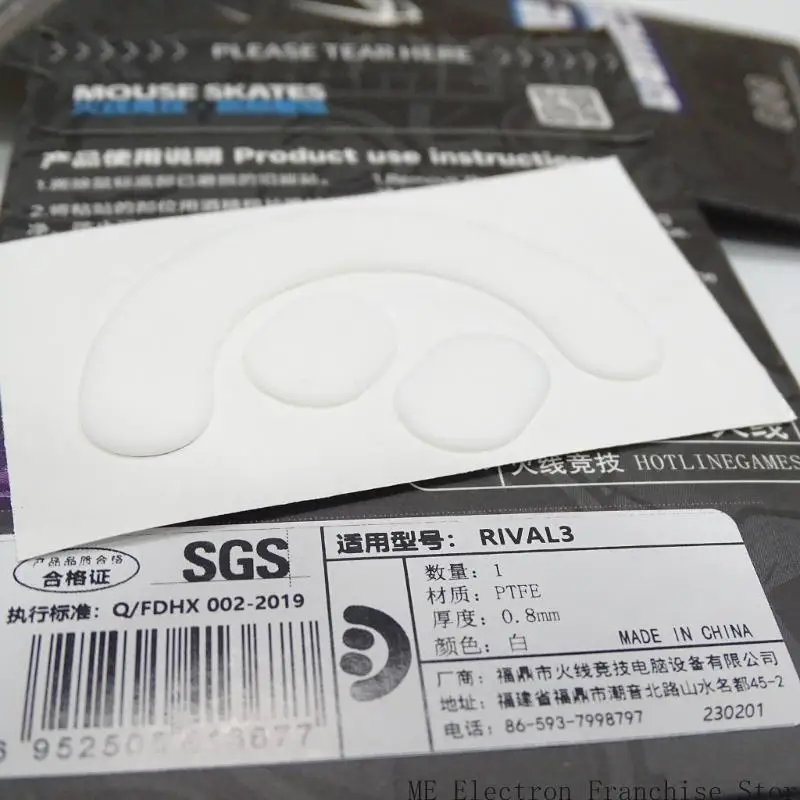 PLEASE TEAR HERE
MOUSE SKATES
产品使用说明 Product use instructions
火线竞技 HOTLINEGAMES
产品品质合格
合格证
SGS
执行标准: Q/FDHX 002-2019
适用型号: RIVAL3
数量: 1
材质: PTFE
厚度: 0.8mm
颜色: 白 MADE IN CHINA
厂商: 福鼎市火线竞技电脑设备有限公司
地址: 福建省福鼎市潮音北路山水名都45-2
电话: 86-593-7998797 230201
ME Electron Franchise Stor